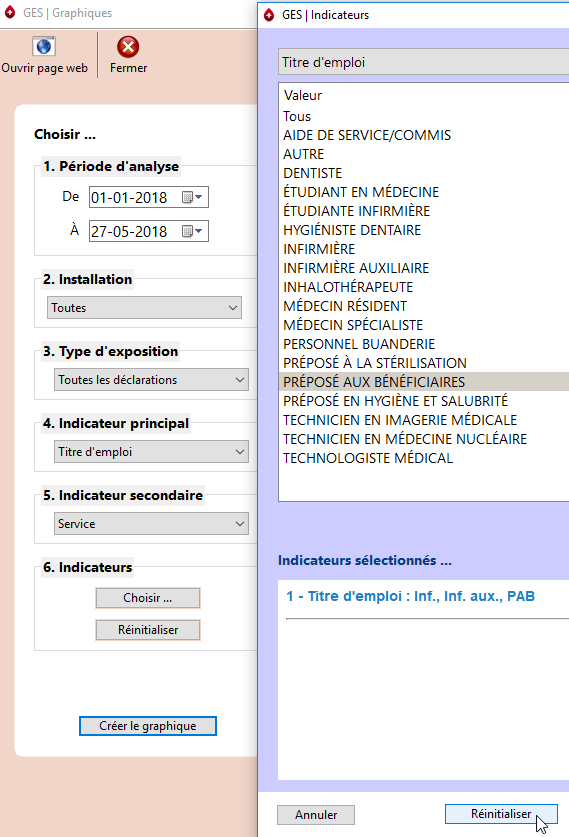 GES | Graphiques
Ouvrir page web
Fermer
Choisir ...
1. Période d'analyse
De 01-01-2018
À 27-05-2018
2. Installation
Toutes
3. Type d'exposition
Toutes les déclarations
4. Indicateur principal
Titre d'emploi
5. Indicateur secondaire
Service
6. Indicateurs
Choisir ...
Réinitialiser
Créer le graphique
GES | Indicateurs
Titre d'emploi
Valeur
Tous
AIDE DE SERVICE/COMMIS
AUTRE
DENTISTE
ÉTUDIANT EN MÉDECINE
ÉTUDIANTE INFIRMIÈRE
HYGIÉNISTE DENTAIRE
INFIRMIÈRE
INFIRMIÈRE AUXILIAIRE
INHALOTHÉRAPEUTE
MÉDECIN RÉSIDENT
MÉDECIN SPÉCIALISTE
PERSONNEL BUANDERIE
PRÉPOSÉ À LA STÉRILISATION
PRÉPOSÉ AUX BÉNÉFICIAIRES
PRÉPOSÉ EN HYGIÈNE ET SALUBRITÉ
TECHNICIEN EN IMAGERIE MÉDICALE
TECHNICIEN EN MÉDECINE NUCLÉAIRE
TECHNOLOGISTE MÉDICAL
Indicateurs sélectionnés ...
1 - Titre d'emploi : Inf., Inf. aux., PAB
Annuler
Réinitialiser